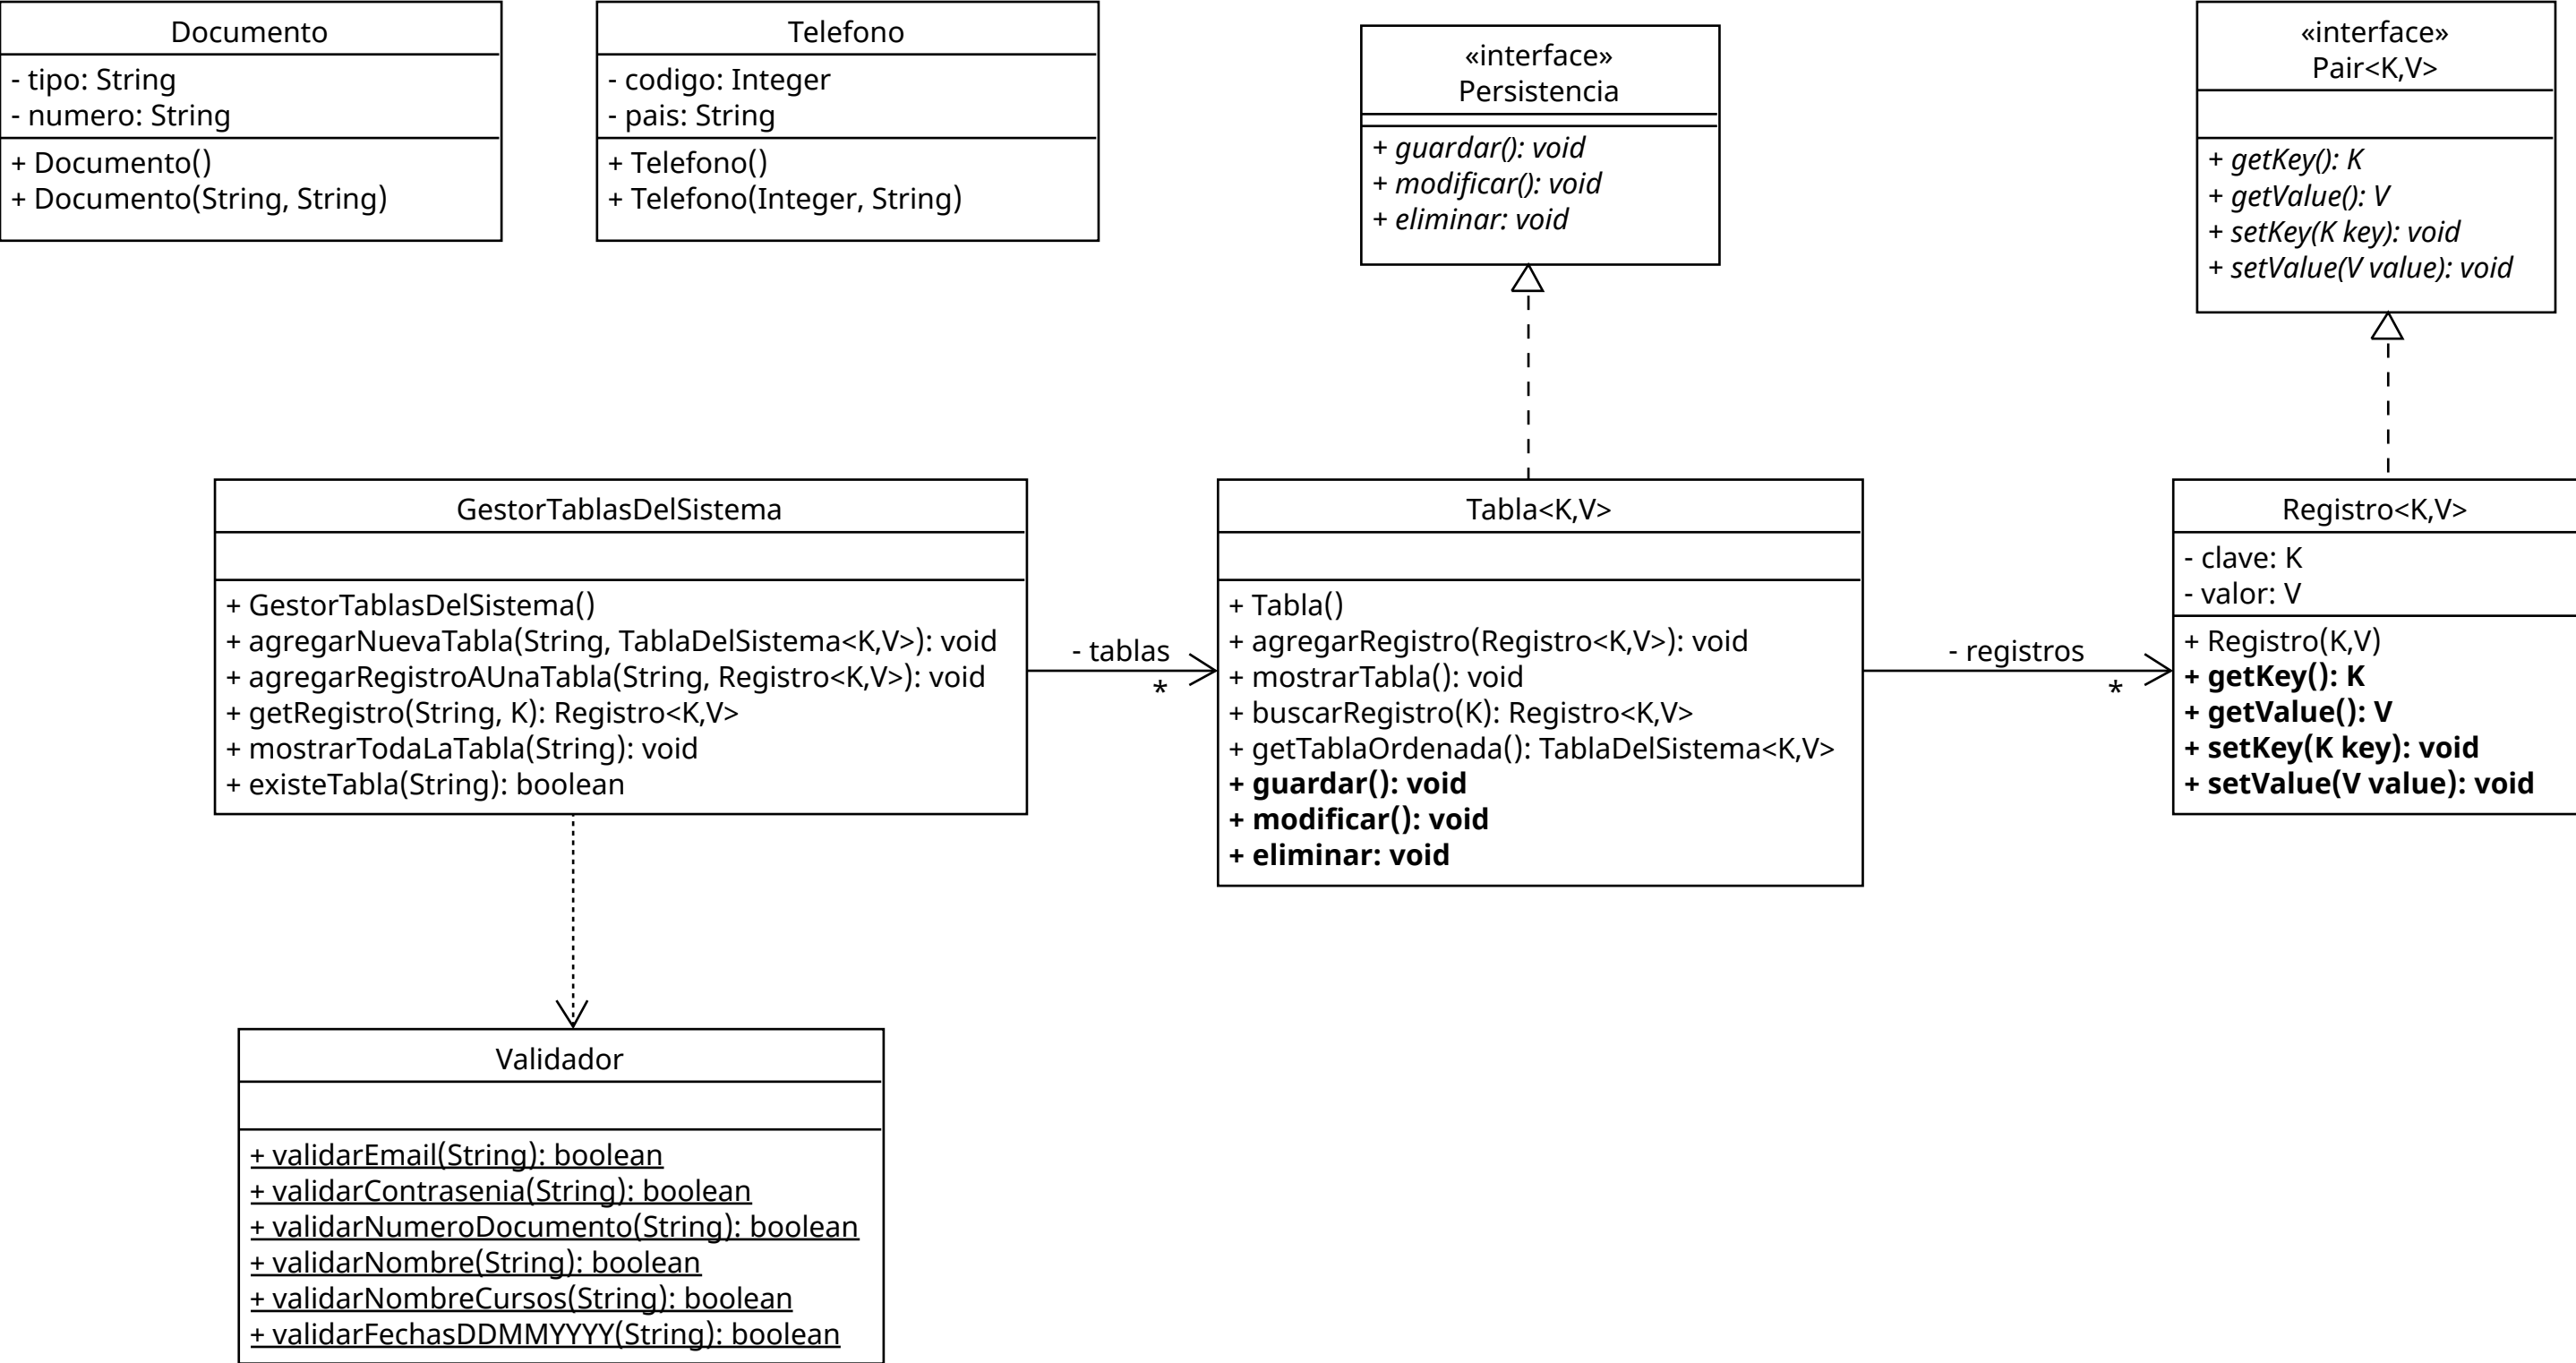 Documento
- tipo: String
- numero: String
+ Documento()
+ Documento(String, String)
Telefono
- codigo: Integer
- pais: String
+ Telefono()
+ Telefono(Integer, String)
«interface»
Persistencia
+ guardar(): void
+ modificar(): void
+ eliminar: void
«interface»
Pair<K,V>
+ getKey(): K
+ getValue(): V
+ setKey(K key): void
+ setValue(V value): void
GestorTablasDelSistema
+ GestorTablasDelSistema()
+ agregarNuevaTabla(String, TablaDelSistema<K,V>): void
+ agregarRegistroAUnaTabla(String, Registro<K,V>): void
+ getRegistro(String, K): Registro<K,V>
+ mostrarTodaLaTabla(String): void
+ existeTabla(String): boolean
- tablas
*
Tabla<K,V>
+ Tabla()
+ agregarRegistro(Registro<K,V>): void
+ mostrarTabla(): void
+ buscarRegistro(K): Registro<K,V>
+ getTablaOrdenada(): TablaDelSistema<K,V>
+ guardar(): void
+ modificar(): void
+ eliminar: void
- registros
*
Registro<K,V>
- clave: K
- valor: V
+ Registro(K,V)
+ getKey(): K
+ getValue(): V
+ setKey(K key): void
+ setValue(V value): void
Validador
+ validarEmail(String): boolean
+ validarContrasenia(String): boolean
+ validarNumeroDocumento(String): boolean
+ validarNombre(String): boolean
+ validarNombreCursos(String): boolean
+ validarFechasDDMMYYYY(String): boolean